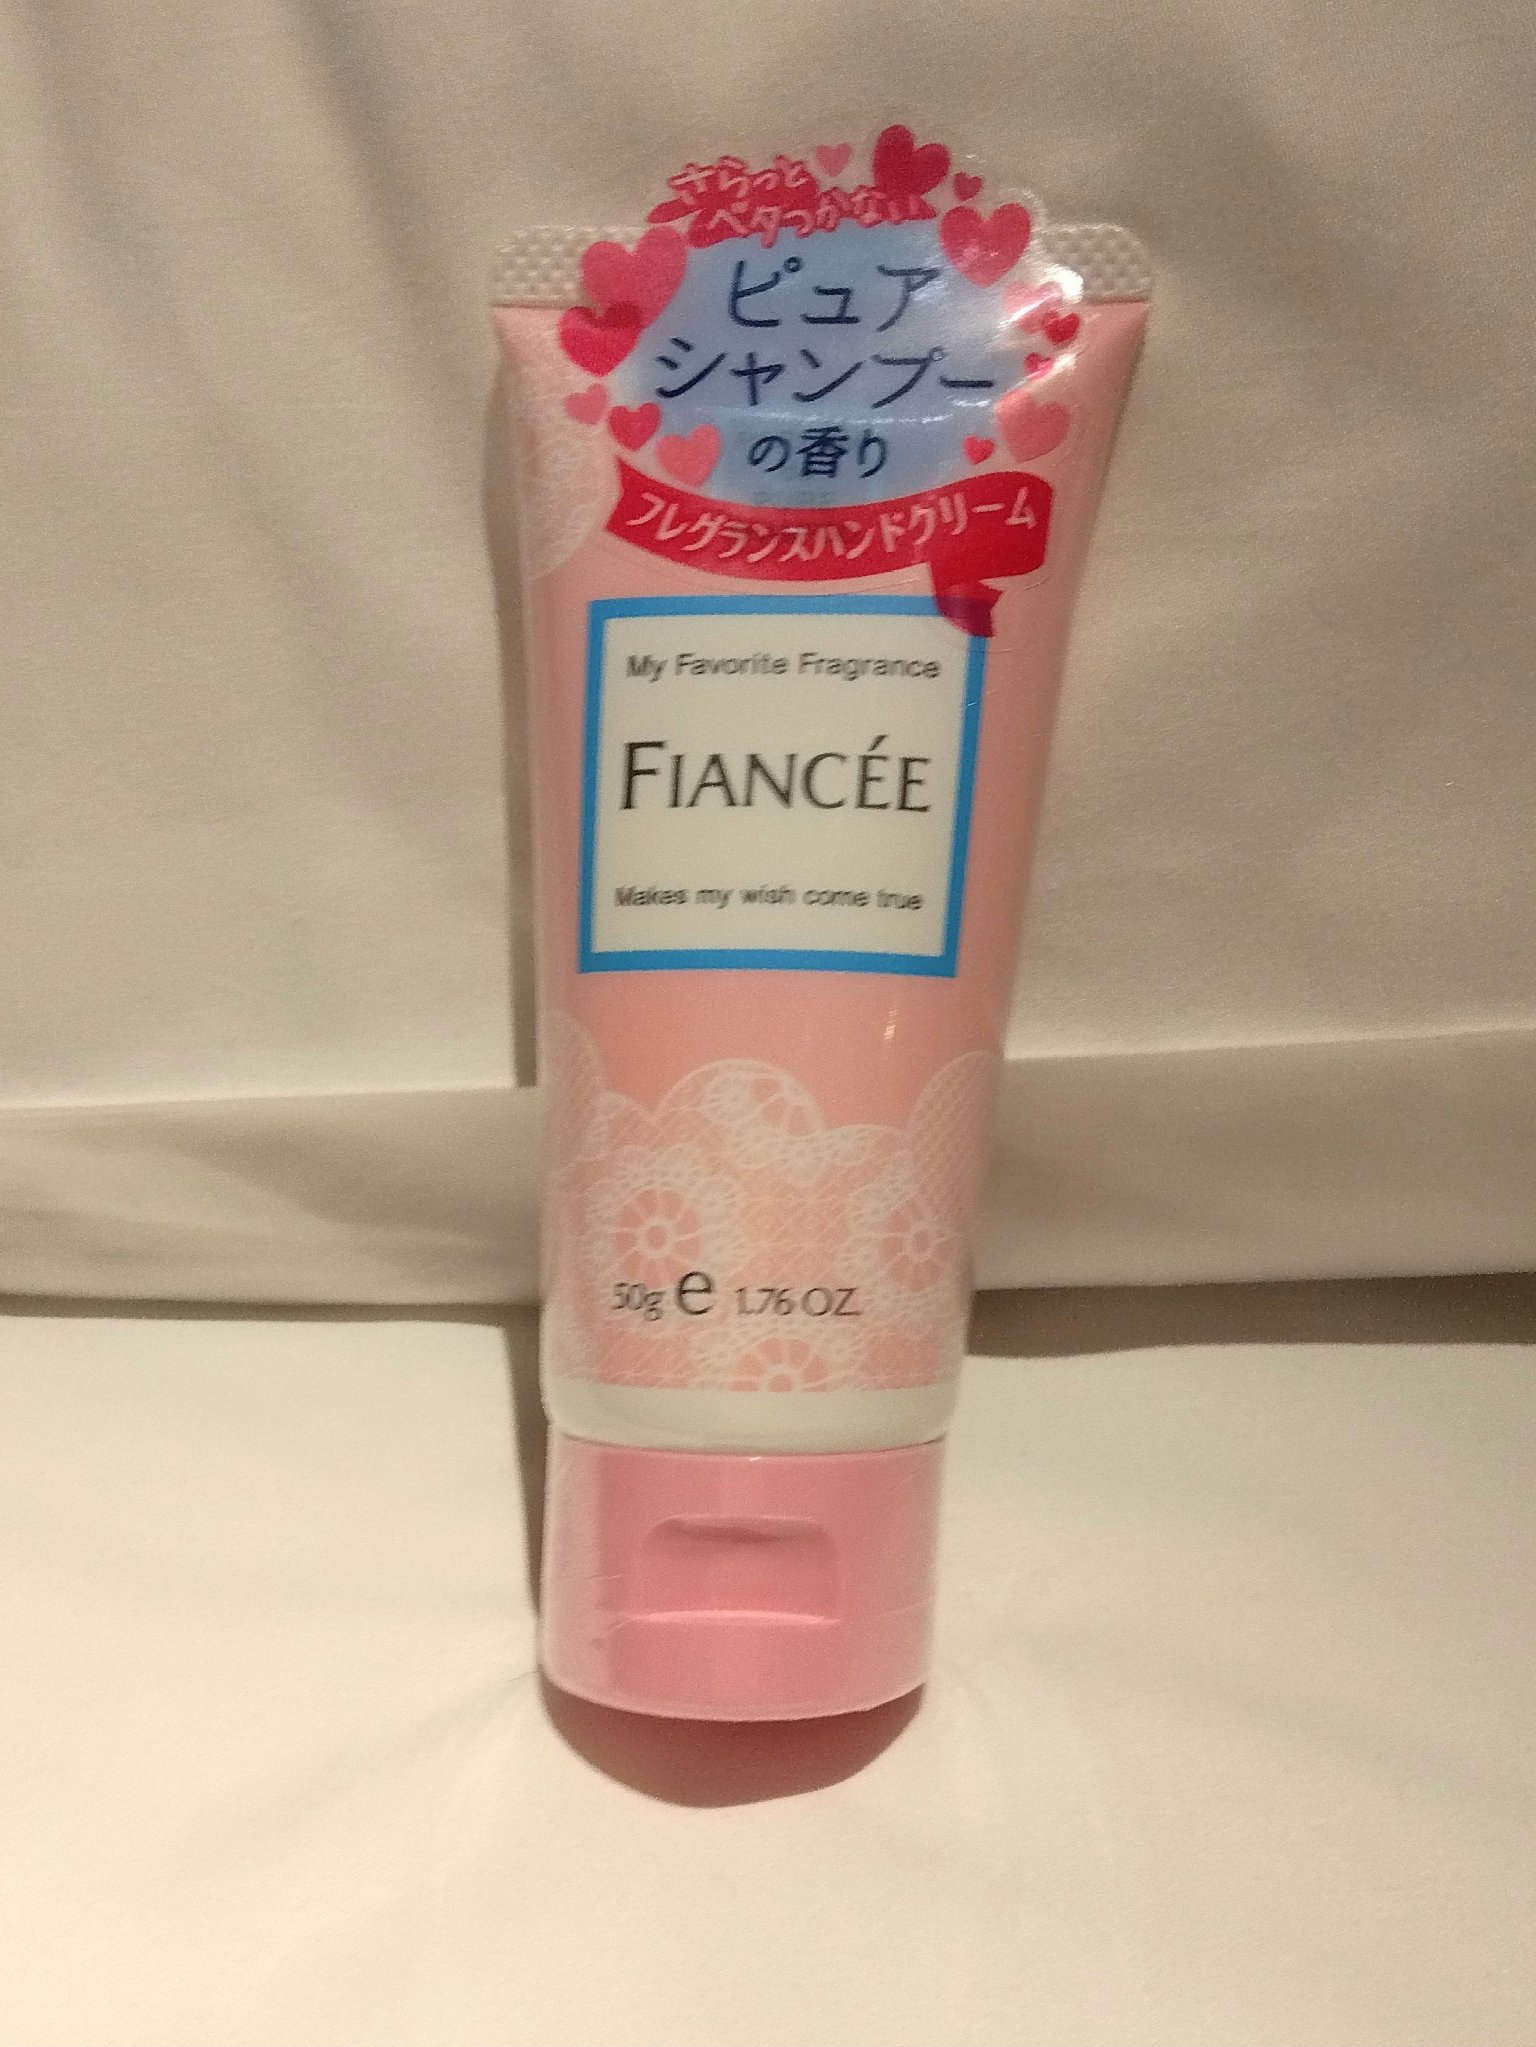 さらっと
ベタつかない
ピュア
シャンプー
の香り
フレグランスハンドクリーム
My Favorite Fragrance
FIANCÉE
Makes my wish come true
50g e 1.76 OZ